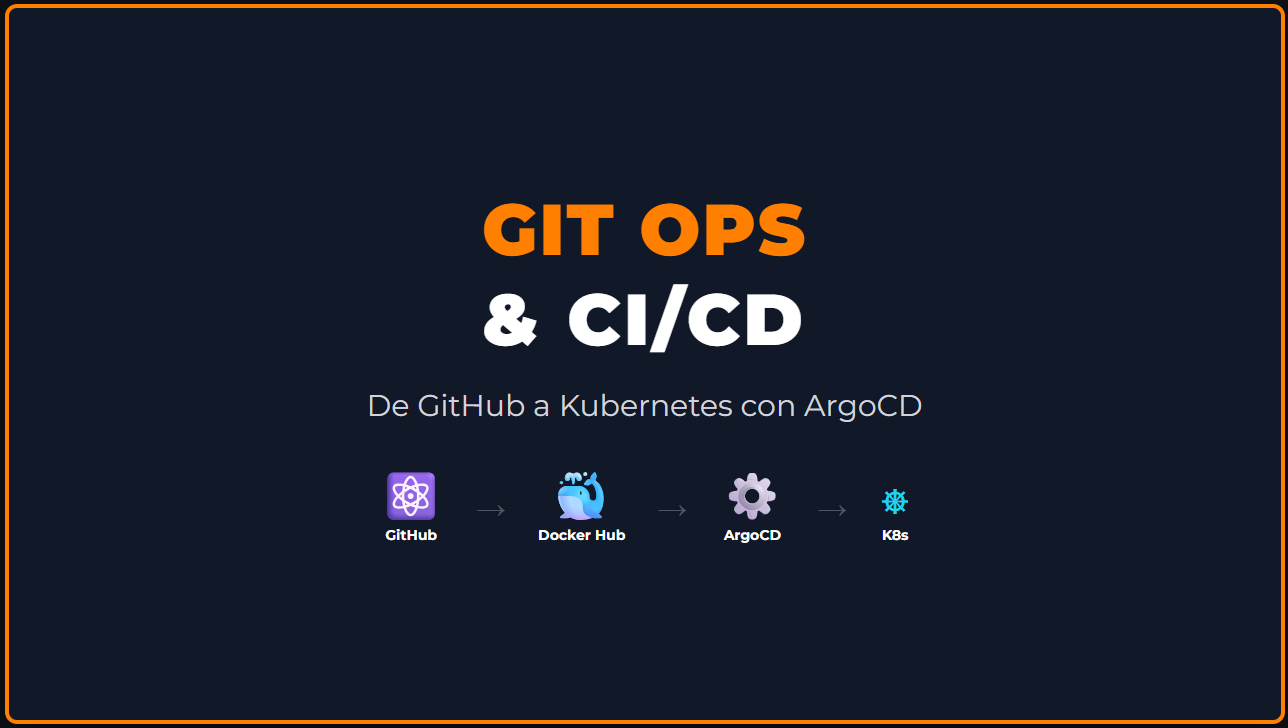 GIT OPS
& CI/CD
De GitHub a Kubernetes con ArgoCD
GitHub → Docker Hub → ArgoCD → K8s